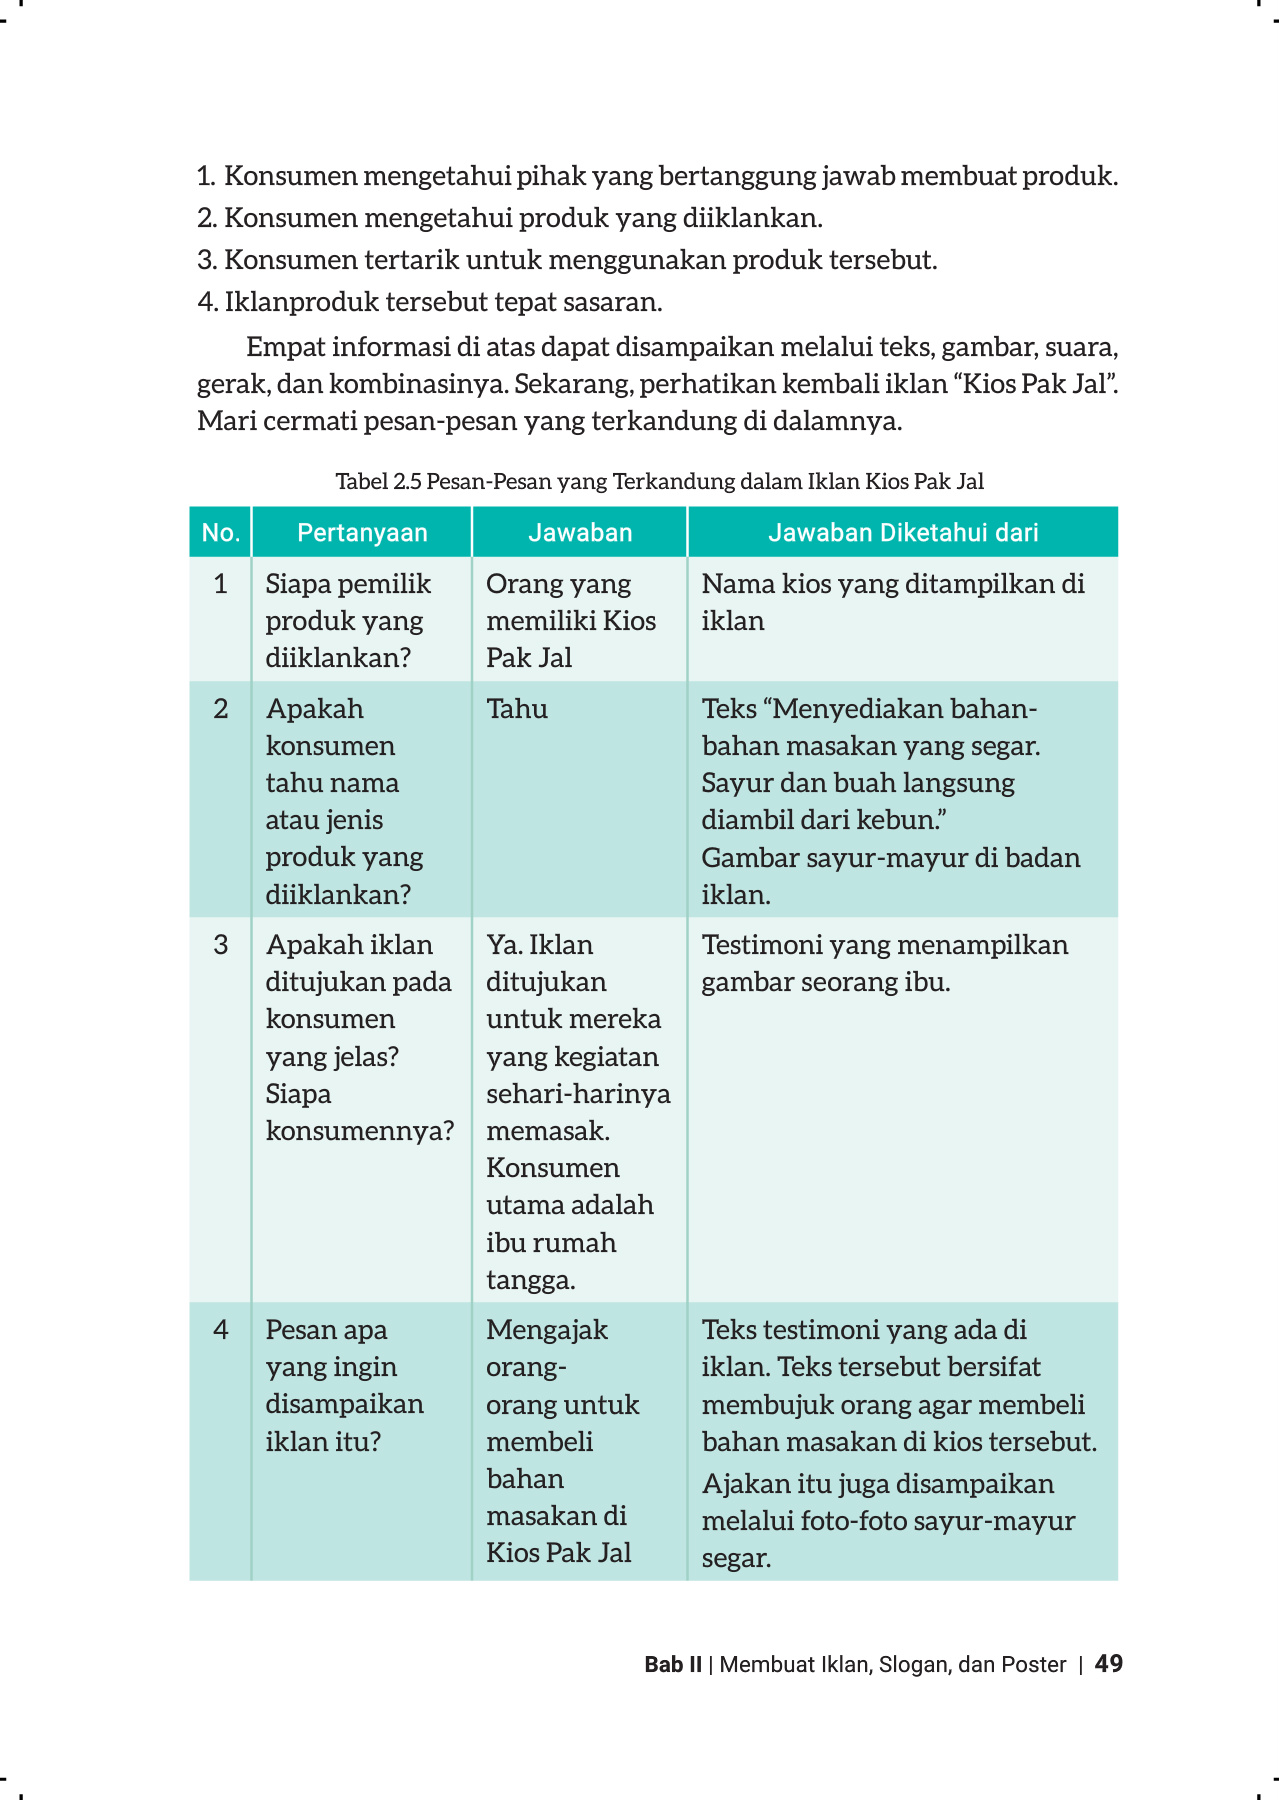 1. Konsumen mengetahui pihak yang bertanggung jawab membuat produk.
2. Konsumen mengetahui produk yang diiklankan.
3. Konsumen tertarik untuk menggunakan produk tersebut.
4. Iklanproduk tersebut tepat sasaran.
Empat informasi di atas dapat disampaikan melalui teks, gambar, suara,
gerak, dan kombinasinya. Sekarang, perhatikan kembali iklan “Kios Pak Jal”.
Mari cermati pesan-pesan yang terkandung di dalamnya.
Tabel 2.5 Pesan-Pesan yang Terkandung dalam Iklan Kios Pak Jal
No. Pertanyaan Jawaban Jawaban Diketahui dari
1
Siapa pemilik
produk yang
diiklankan?
Orang yang
memiliki Kios
Pak Jal
Nama kios yang ditampilkan di
iklan
2
Apakah
konsumen
tahu nama
atau jenis
produk yang
diiklankan?
Tahu
Teks “Menyediakan bahan-
bahan masakan yang segar.
Sayur dan buah langsung
diambil dari kebun.”
Gambar sayur-mayur di badan
iklan.
3
Apakah iklan
ditujukan pada
konsumen
yang jelas?
Siapa
konsumennya?
Ya. Iklan
ditujukan
untuk mereka
yang kegiatan
sehari-harinya
memasak.
Konsumen
utama adalah
ibu rumah
tangga.
Testimoni yang menampilkan
gambar seorang ibu.
4
Pesan apa
yang ingin
disampaikan
iklan itu?
Mengajak
orang-
orang untuk
membeli
bahan
masakan di
Kios Pak Jal
Teks testimoni yang ada di
iklan. Teks tersebut bersifat
membujuk orang agar membeli
bahan masakan di kios tersebut.
Ajakan itu juga disampaikan
melalui foto-foto sayur-mayur
segar.
Bab II | Membuat Iklan, Slogan, dan Poster | 49